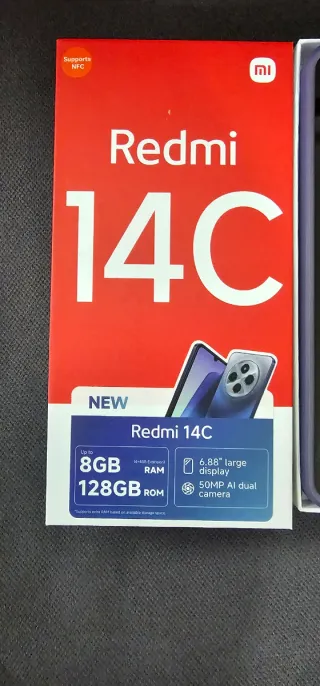 Supports
NFC
mi
Redmi
14C
NEW
Redmi 14C
Up to
8GB RAM
128GB ROM
6.88" large
display
50MP AI dual
camera